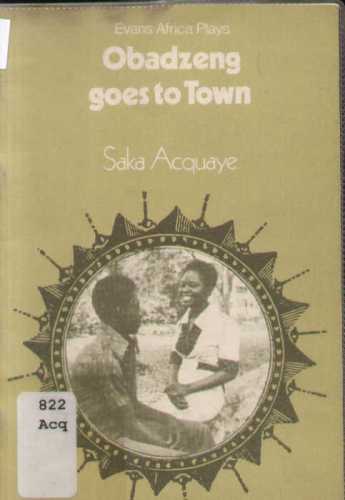 Evans Africa Plays
Obadzeng
goes to Town
Saka Acquaye
822
Acq